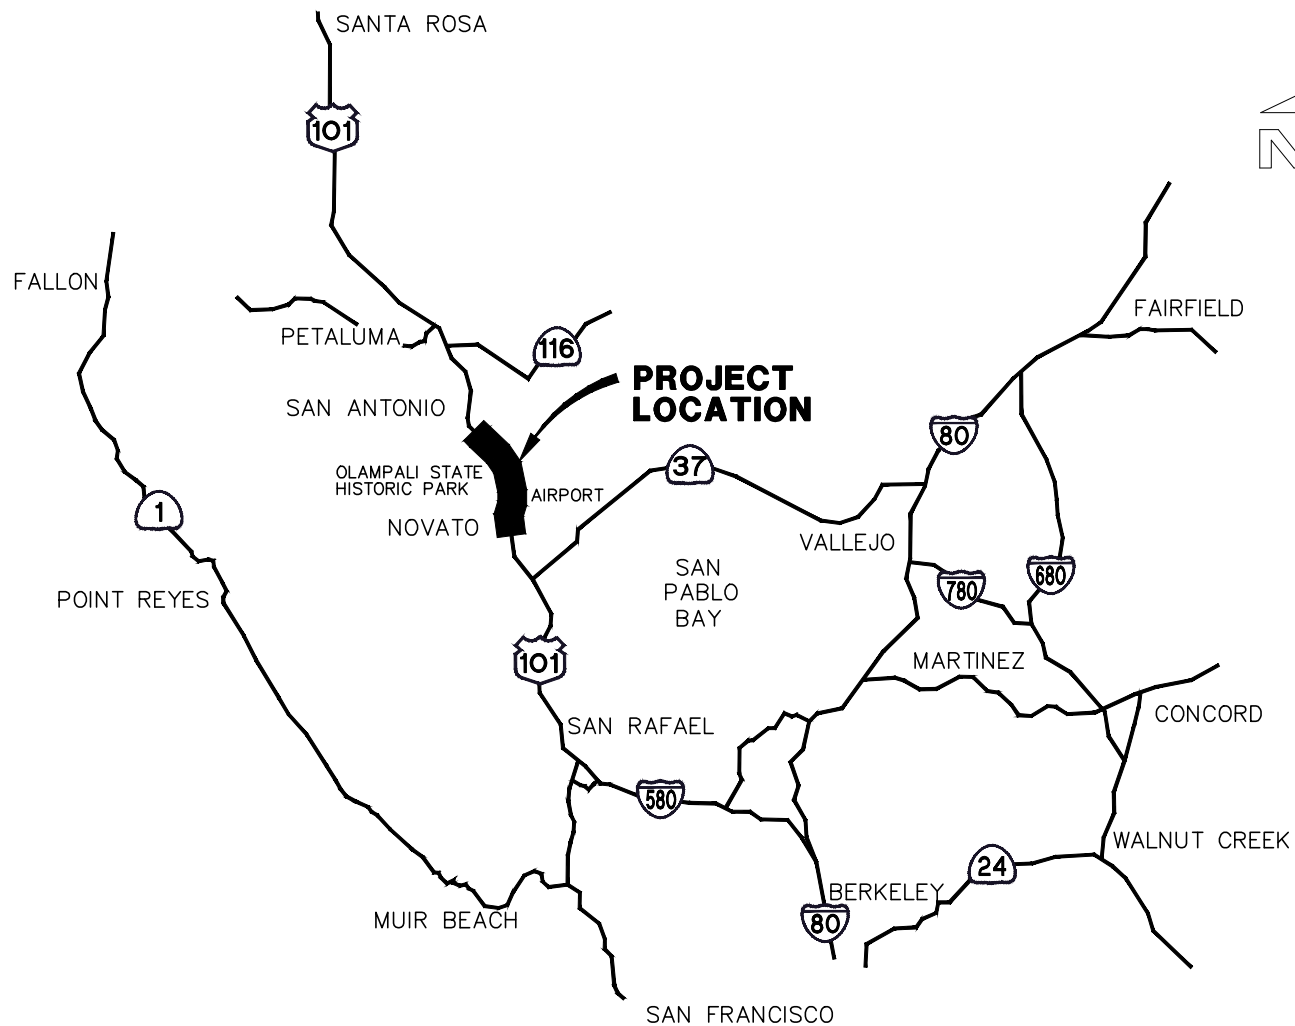 SANTA ROSA
101
N
FALLON
FAIRFIELD
PETALUMA
116
PROJECT
LOCATION
SAN ANTONIO
80
37
OLAMPALI STATE
HISTORIC PARK
AIRPORT
1
NOVATO
VALLEJO
SAN
PABLO
BAY
680
780
POINT REYES
101
MARTINEZ
CONCORD
SAN RAFAEL
580
WALNUT CREEK
24
BERKELEY
MUIR BEACH
80
SAN FRANCISCO